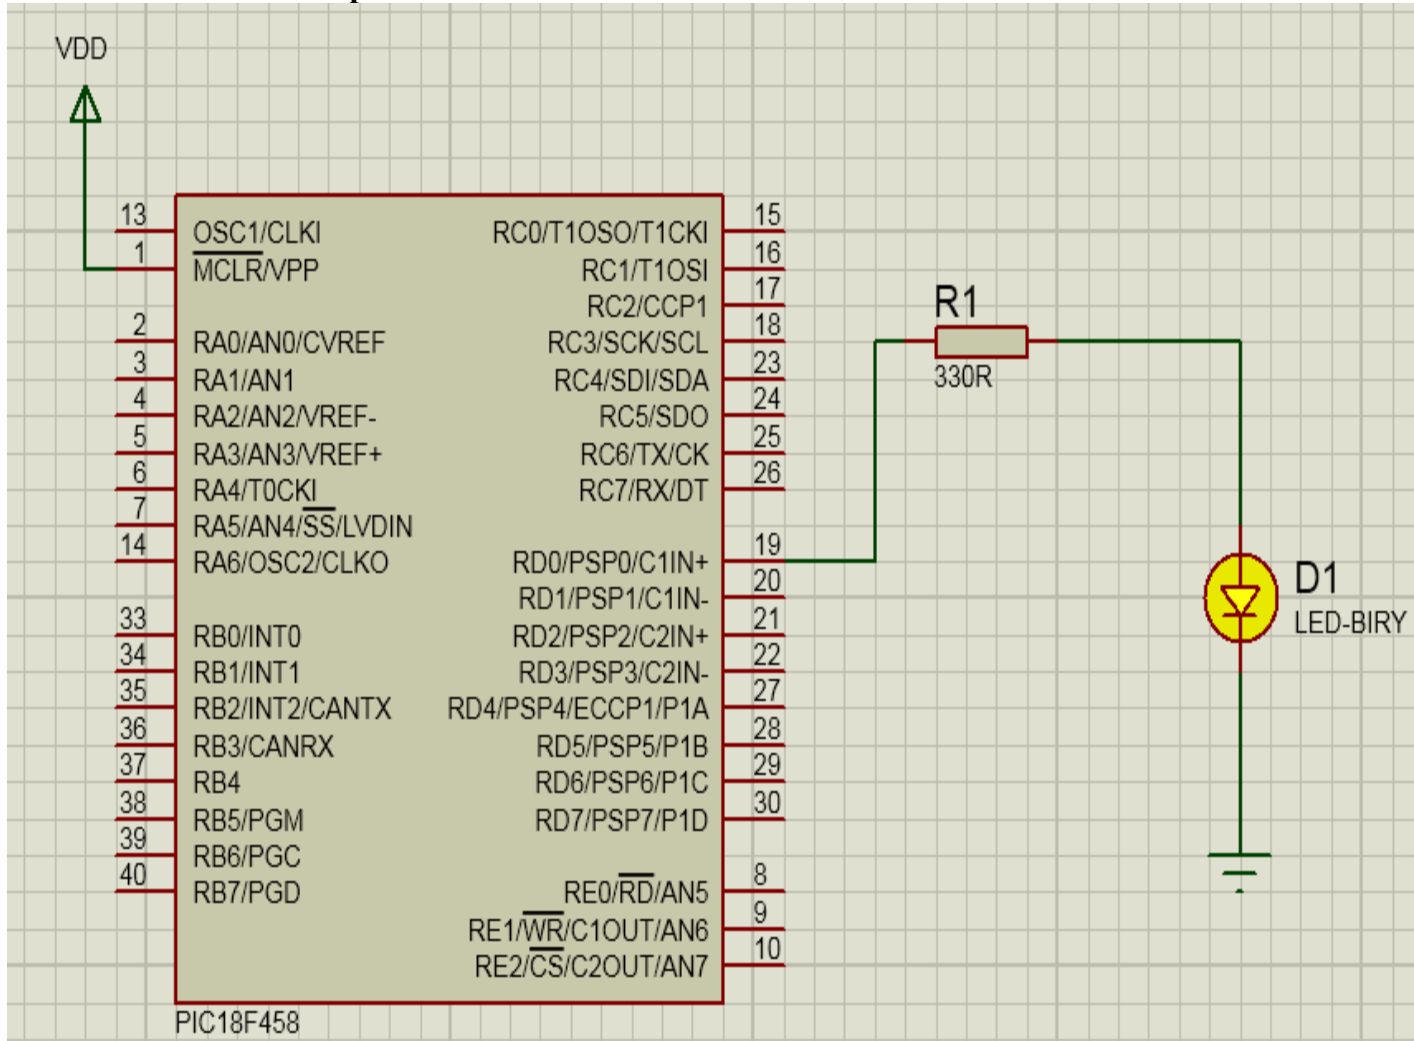 VDD
13
OSC1/CLKI
1
MCLR/VPP
2
RA0/AN0/CVREF
3
RA1/AN1
4
RA2/AN2/VREF-
5
RA3/AN3/VREF+
6
RA4/T0CKI
7
RA5/AN4/SS/LVDIN
14
RA6/OSC2/CLKO
33
RB0/INT0
34
RB1/INT1
35
RB2/INT2/CANTX
36
RB3/CANRX
37
RB4
38
RB5/PGM
39
RB6/PGC
40
RB7/PGD
RC0/T1OSO/T1CKI
15
RC1/T1OSI
16
RC2/CCP1
17
RC3/SCK/SCL
18
RC4/SDI/SDA
23
RC5/SDO
24
RC6/TX/CK
25
RC7/RX/DT
26
RD0/PSP0/C1IN+
19
RD1/PSP1/C1IN-
20
RD2/PSP2/C2IN+
21
RD3/PSP3/C2IN-
22
RD4/PSP4/ECCP1/P1A
27
RD5/PSP5/P1B
28
RD6/PSP6/P1C
29
RD7/PSP7/P1D
30
RE0/RD/AN5
8
RE1/WR/C1OUT/AN6
9
RE2/CS/C2OUT/AN7
10
PIC18F458
R1
330R
D1
LED-BIRY